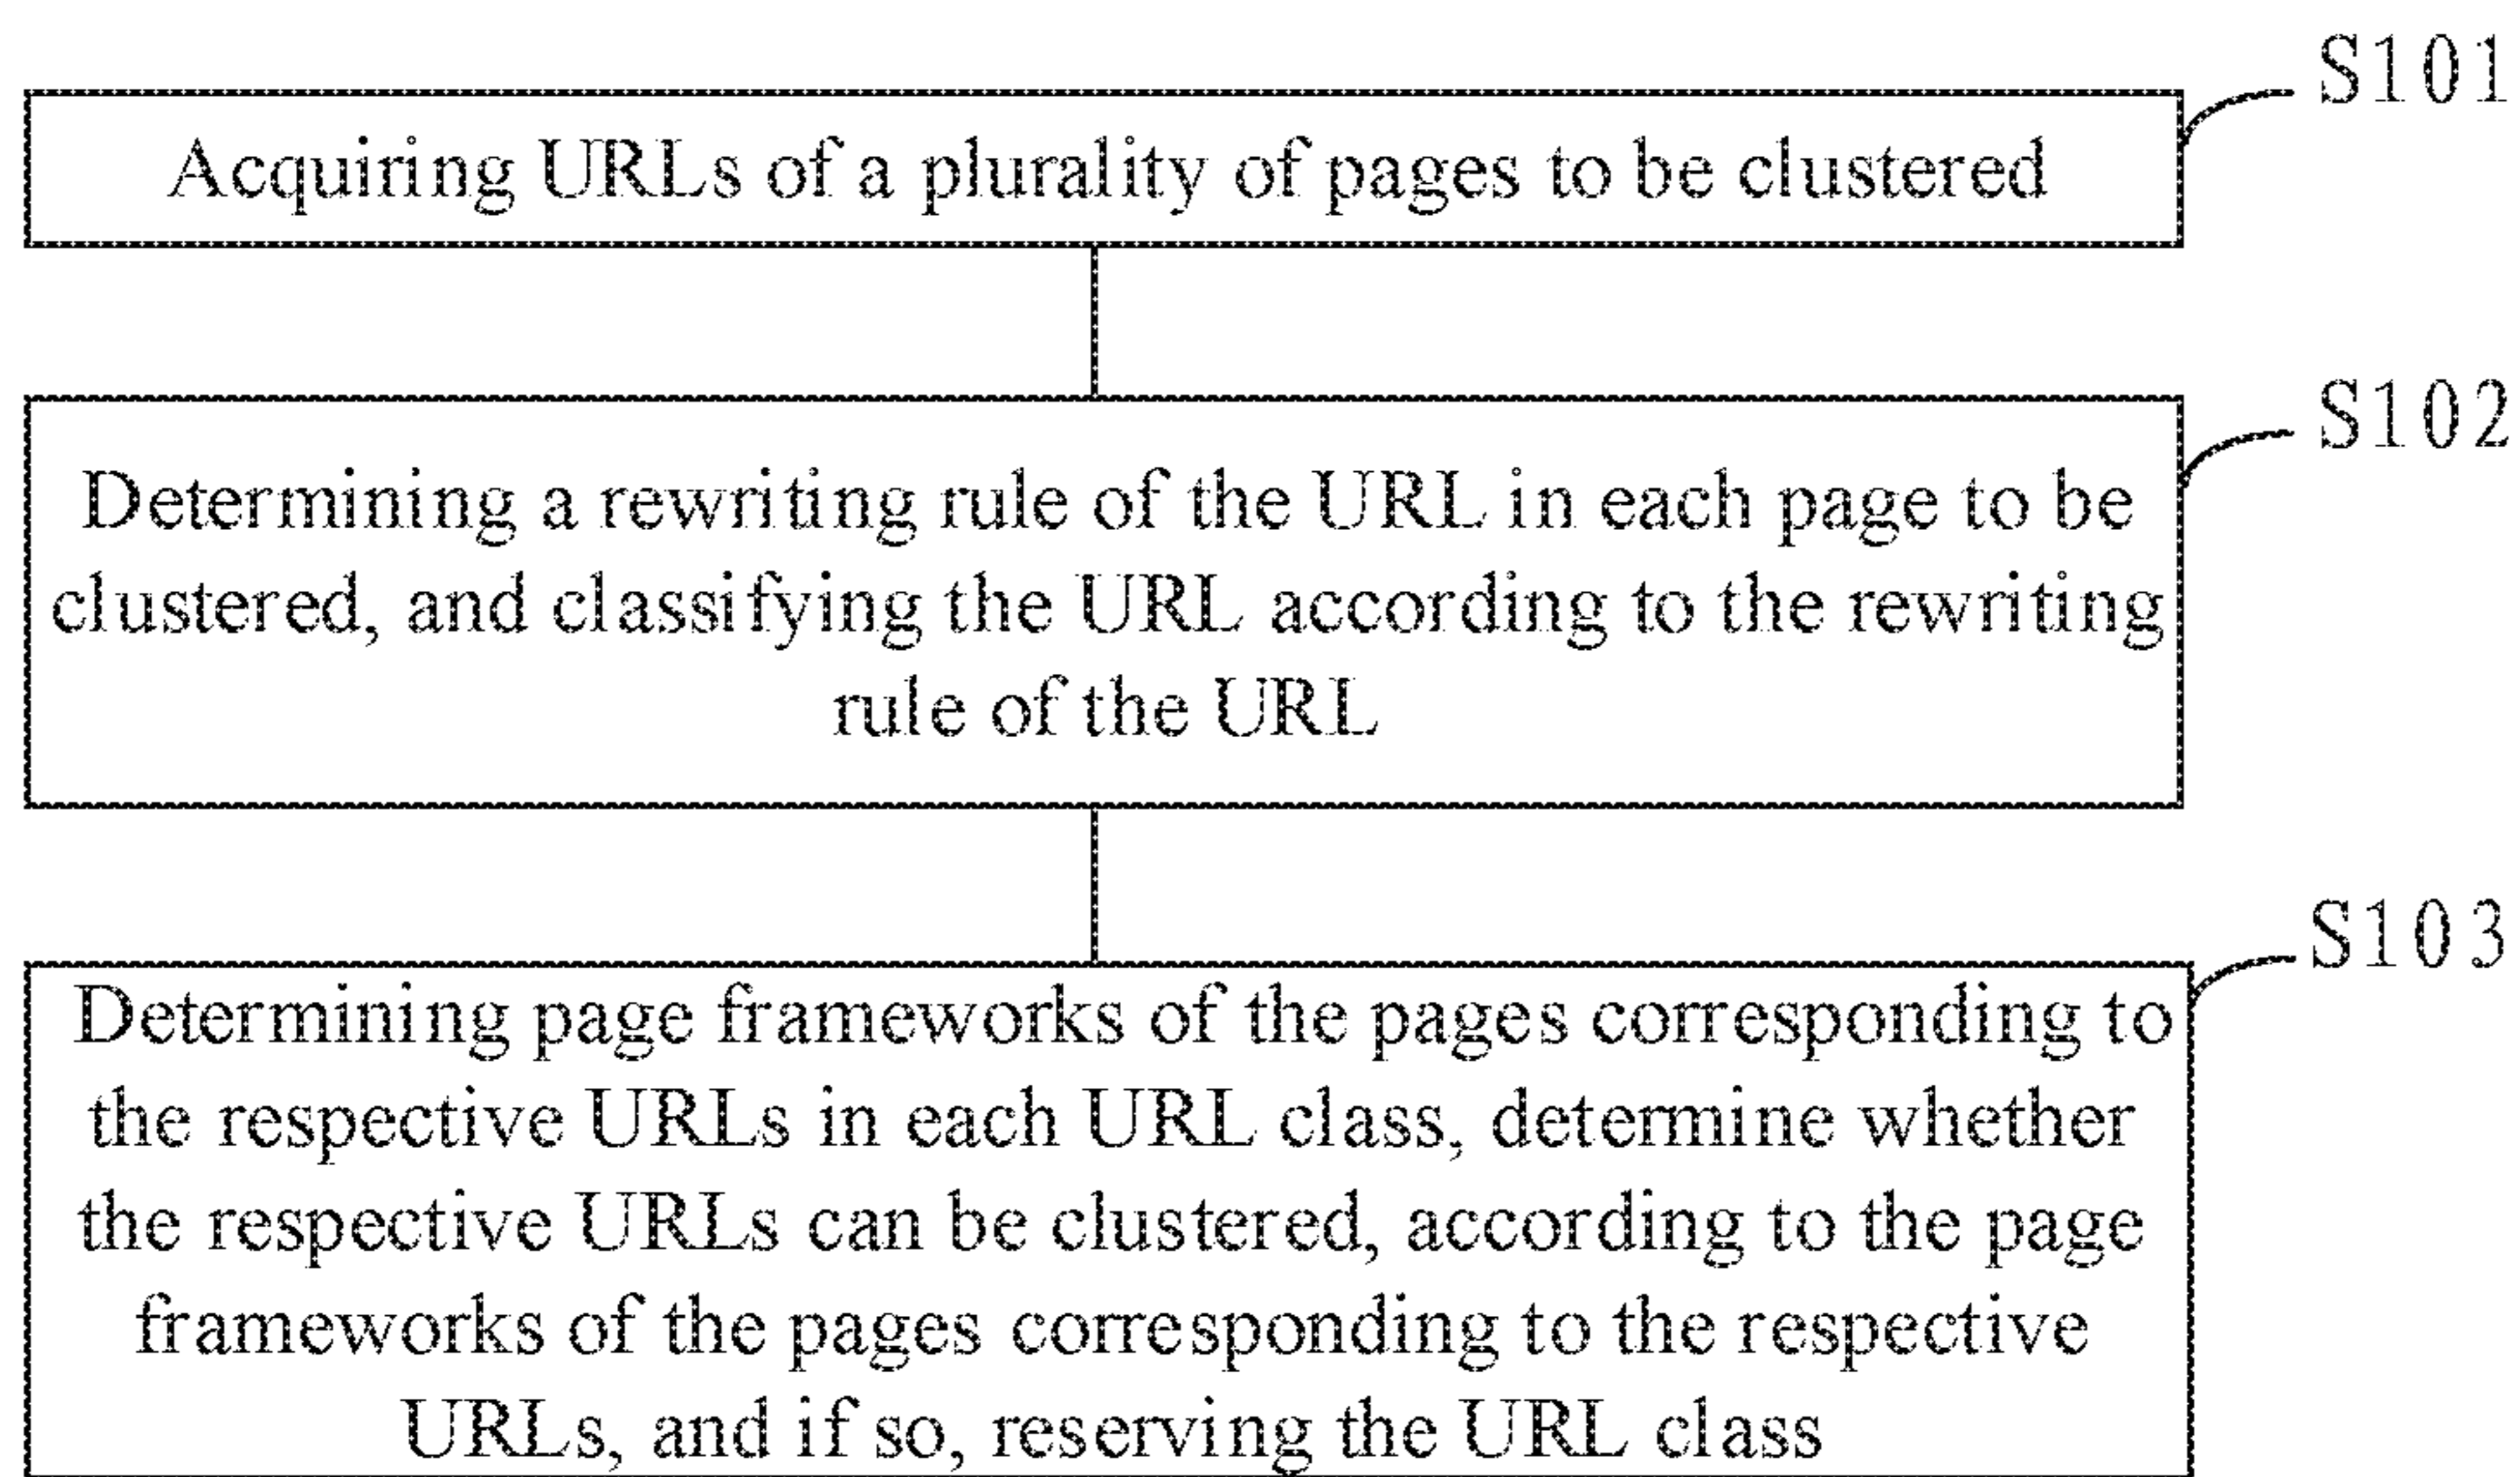 S101
Acquiring URLs of a plurality of pages to be clustered
S102
Determining a rewriting rule of the URL in each page to be
clustered, and classifying the URL according to the rewriting
rule of the URL
S103
Determining page frameworks of the pages corresponding to
the respective URLs in each URL class, determine whether
the respective URLs can be clustered, according to the page
frameworks of the pages corresponding to the respective
URLs, and if so, reserving the URL class